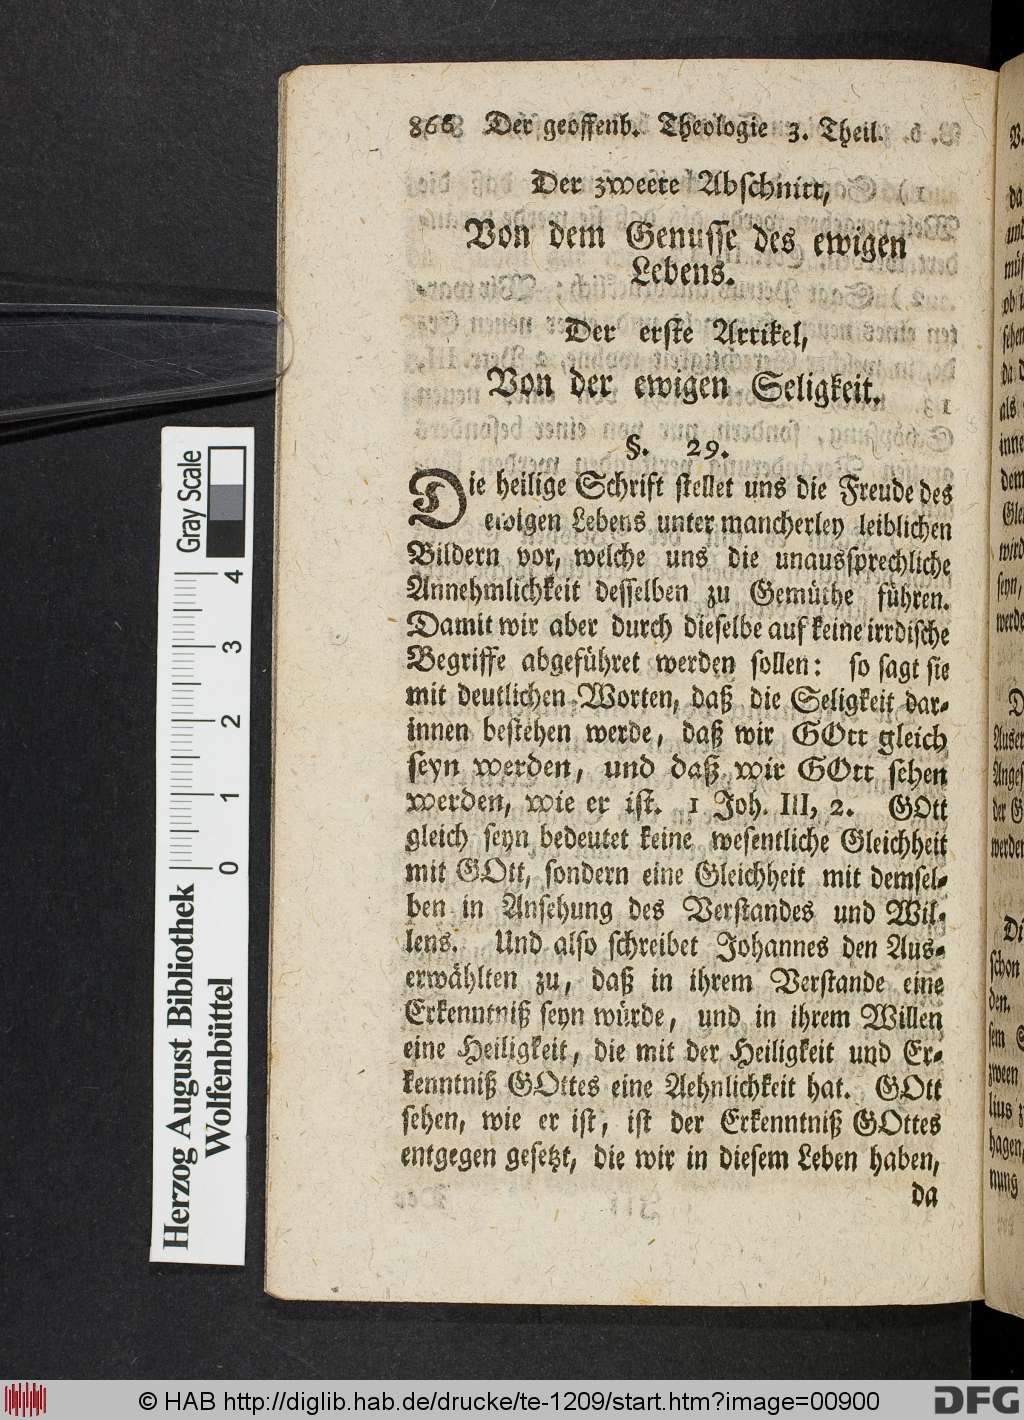 866 Der geoffenb. Theologie 3. Theil.
Der zweete Abschnitt,
Von dem Genusse des ewigen
Lebens.
Der erste Artikel,
Von der ewigen Seligkeit.
§. 29.
Die heilige Schrift stellet uns die Freude des
ewigen Lebens unter mancherley leiblichen
Bildern vor, welche uns die unaussprechliche
Annehmlichkeit desselben zu Gemüthe führen.
Damit wir aber durch dieselbe auf keine irrdische
Begriffe abgeführet werden sollen: so sagt sie
mit deutlichen Worten, daß die Seligkeit dar-
innen bestehen werde, daß wir GOtt gleich
seyn werden, und daß wir GOtt sehen
werden, wie er ist. 1 Joh. III, 2. GOtt
gleich seyn bedeutet keine wesentliche Gleichheit
mit GOtt, sondern eine Gleichheit mit demsel-
ben in Ansehung des Verstandes und Wil-
lens. Und also schreibet Johannes den Aus-
erwählten zu, daß in ihrem Verstande eine
Erkenntniß seyn würde, und in ihrem Willen
eine Heiligkeit, die mit der Heiligkeit und Er-
kenntniß GOttes eine Aehnlichkeit hat. GOtt
sehen, wie er ist, ist der Erkenntniß GOttes
entgegen gesetzt, die wir in diesem Leben haben,
da
Herzog August Bibliothek
Wolfenbüttel
0 1 2 3 4
Gray Scale
© HAB http://diglib.hab.de/drucke/te-1209/start.htm?image=00900
DFG